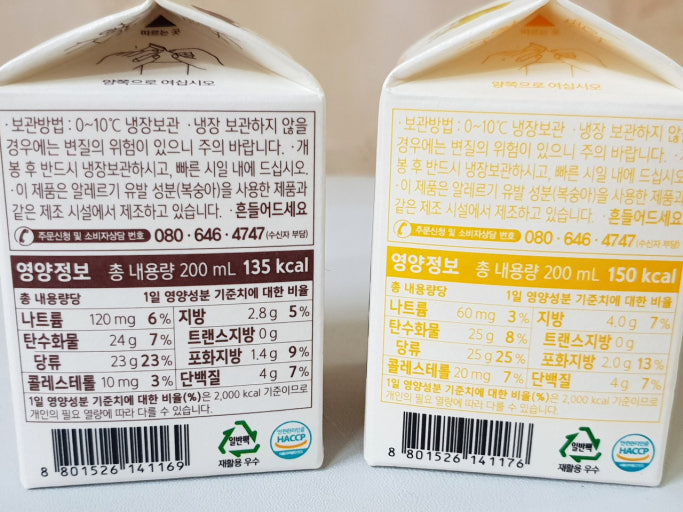 따르는 곳
양쪽으로 여십시오
·보관방법 : 0~10℃ 냉장보관 ·냉장 보관하지 않을
경우에는 변질의 위험이 있으니 주의 바랍니다. ·개
봉 후 반드시 냉장보관하시고, 빠른 시일 내에 드십시오.
·이 제품은 알레르기 유발 성분(복숭아)을 사용한 제품과
같은 제조 시설에서 제조하고 있습니다. ·흔들어드세요
주문신청 및 소비자상담 번호 080·646·4747 (수신자 부담)
영양정보 총 내용량 200 mL 135 kcal
총 내용량당 1일 영양성분 기준치에 대한 비율
나트륨 120 mg 6% 지방 2.8 g 5%
탄수화물 24 g 7% 트랜스지방 0 g
당류 23 g 23% 포화지방 1.4 g 9%
콜레스테롤 10 mg 3% 단백질 4 g 7%
1일 영양성분 기준치에 대한 비율(%)은 2,000 kcal 기준이므로
개인의 필요 열량에 따라 다를 수 있습니다.
8 801526 141169
일반팩
재활용 우수
HACCP
따르는 곳
양쪽으로 여십시오
·보관방법 : 0~10℃ 냉장보관 ·냉장 보관하지 않을
경우에는 변질의 위험이 있으니 주의 바랍니다. ·
봉 후 반드시 냉장보관하시고, 빠른 시일 내에 드십시오
·이 제품은 알레르기 유발 성분(복숭아)을 사용한 제품과
같은 제조 시설에서 제조하고 있습니다. ·흔들어드세요
주문신청 및 소비자상담 번호 080·646·4747 (수신자 부담)
영양정보 총 내용량 200 mL 150 kcal
총 내용량당 1일 영양성분 기준치에 대한 비율
나트륨 60 mg 3% 지방 4.0 g 7%
탄수화물 25 g 8% 트랜스지방 0 g
당류 25 g 25% 포화지방 2.0 g 13%
콜레스테롤 20 mg 7% 단백질 4 g 7%
1일 영양성분 기준치에 대한 비율(%)은 2,000 kcal 기준이므로
개인의 필요 열량에 따라 다를 수 있습니다.
8 801526 141176
일반팩
재활용 우수
HACCP